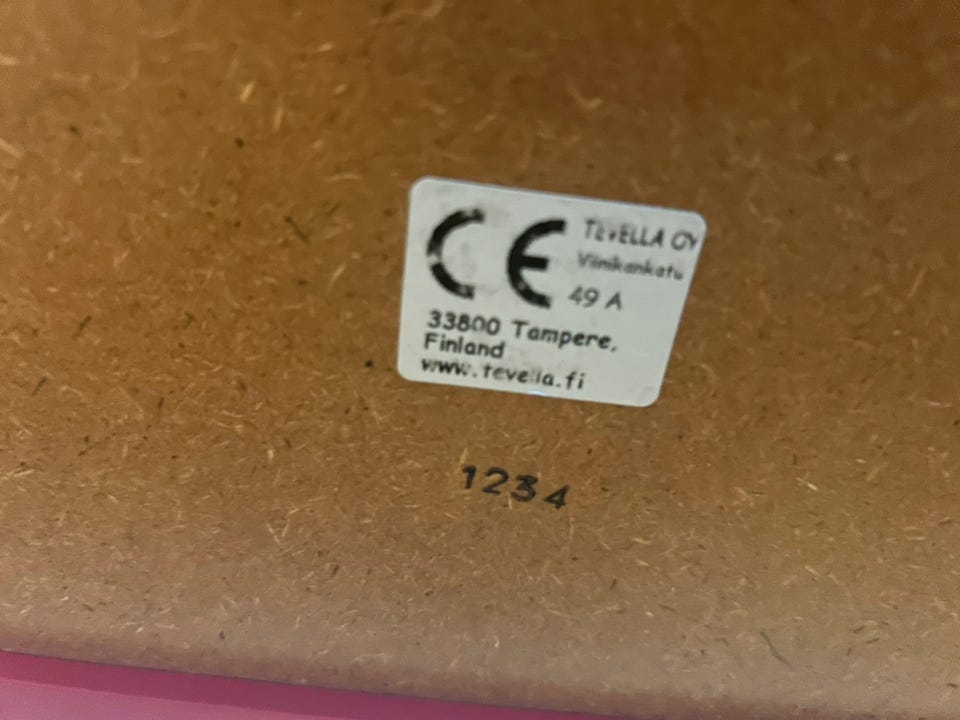 CE TEVELLA OY
Viinikankatu
49 A
33800 Tampere,
Finland
www.tevella.fi
1234